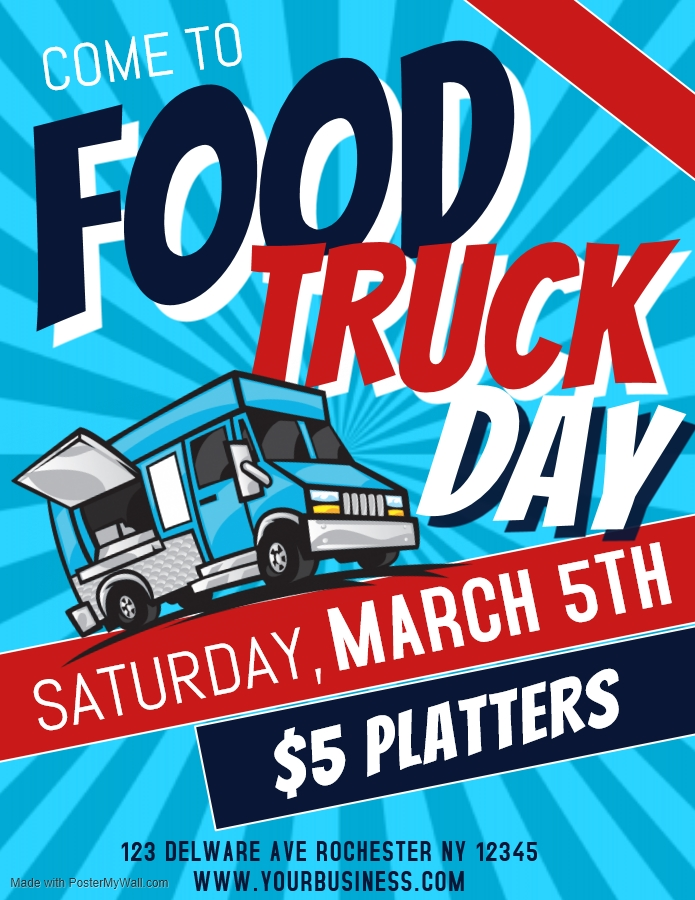 COME TO
FOOD
TRUCK
DAY
SATURDAY, MARCH 5TH
$5 PLATTERS
123 DELWARE AVE ROCHESTER NY 12345
WWW.YOURBUSINESS.COM
Made with PosterMyWall.com